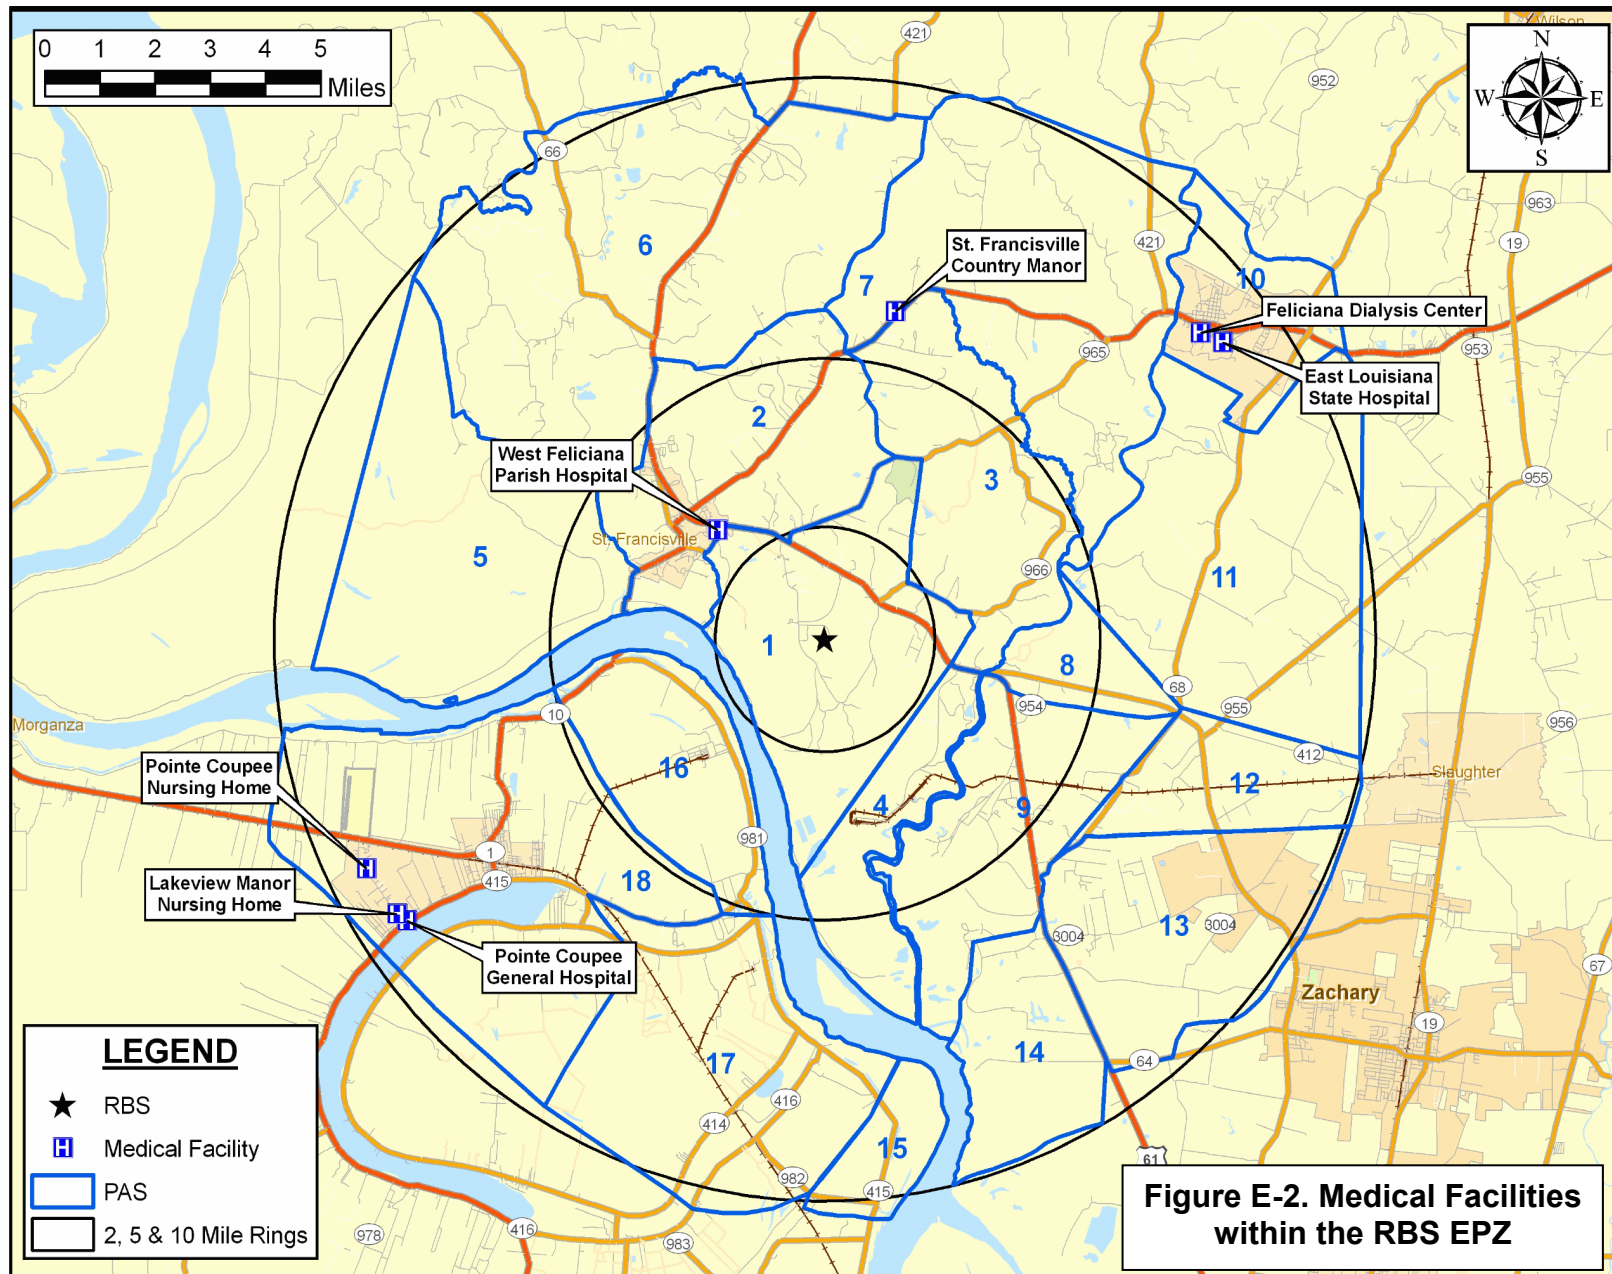 0 1 2 3 4 5
Miles
Wilson
N
W E
S
421
952
66
963
19
421
6
7
10
St. Francisville
Country Manor
Feliciana Dialysis Center
965
953
East Louisiana
State Hospital
2
West Feliciana
Parish Hospital
3
955
St. Francisville
5
966
11
1
8
68
954
955
956
10
Morganza
412
Pointe Coupee
Nursing Home
16
Slaughter
12
4
9
981
1
415
18
Lakeview Manor
Nursing Home
13
3004
3004
Pointe Coupee
General Hospital
67
Zachary
19
14
17
64
416
414
15
61
982
415
416
978
983
LEGEND
RBS
H Medical Facility
PAS
2, 5 & 10 Mile Rings
Figure E-2. Medical Facilities
within the RBS EPZ